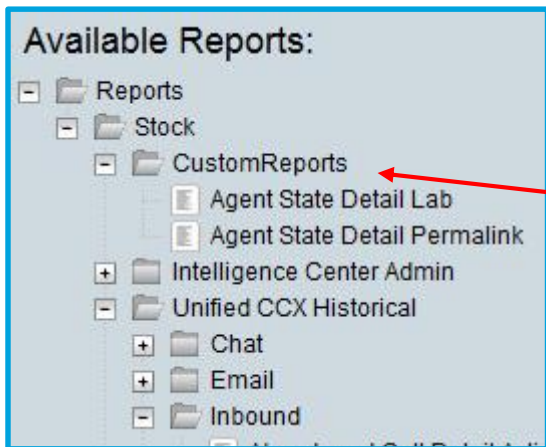 Available Reports:
Reports
Stock
CustomReports
Agent State Detail Lab
Agent State Detail Permalink
Intelligence Center Admin
Unified CCX Historical
Chat
Email
Inbound